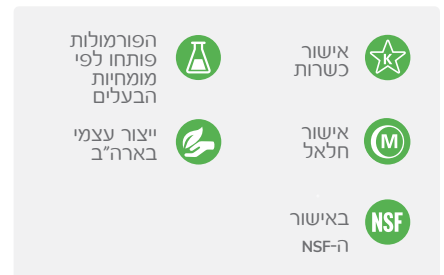 K
אישור
כשרות
M
אישור
חלאל
NSF
באישור
ה-NSF
הפורמולות
פותחו לפי
מומחיות
הבעלים
ייצור עצמי
בארה"ב